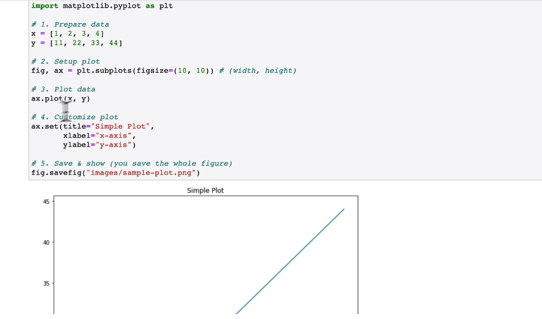 import matplotlib.pyplot as plt
# 1. Prepare data
x = [1, 2, 3, 4]
y = [11, 22, 33, 44]
# 2. Setup plot
fig, ax = plt.subplots(figsize=(10, 10)) # (width, height)
# 3. Plot data
ax.plot(x, y)
# 4. Customize plot
ax.set(title="Simple Plot",
xlabel="x-axis",
ylabel="y-axis")
# 5. Save & show (you save the whole figure)
fig.savefig("images/sample-plot.png")
Simple Plot
45
40
35